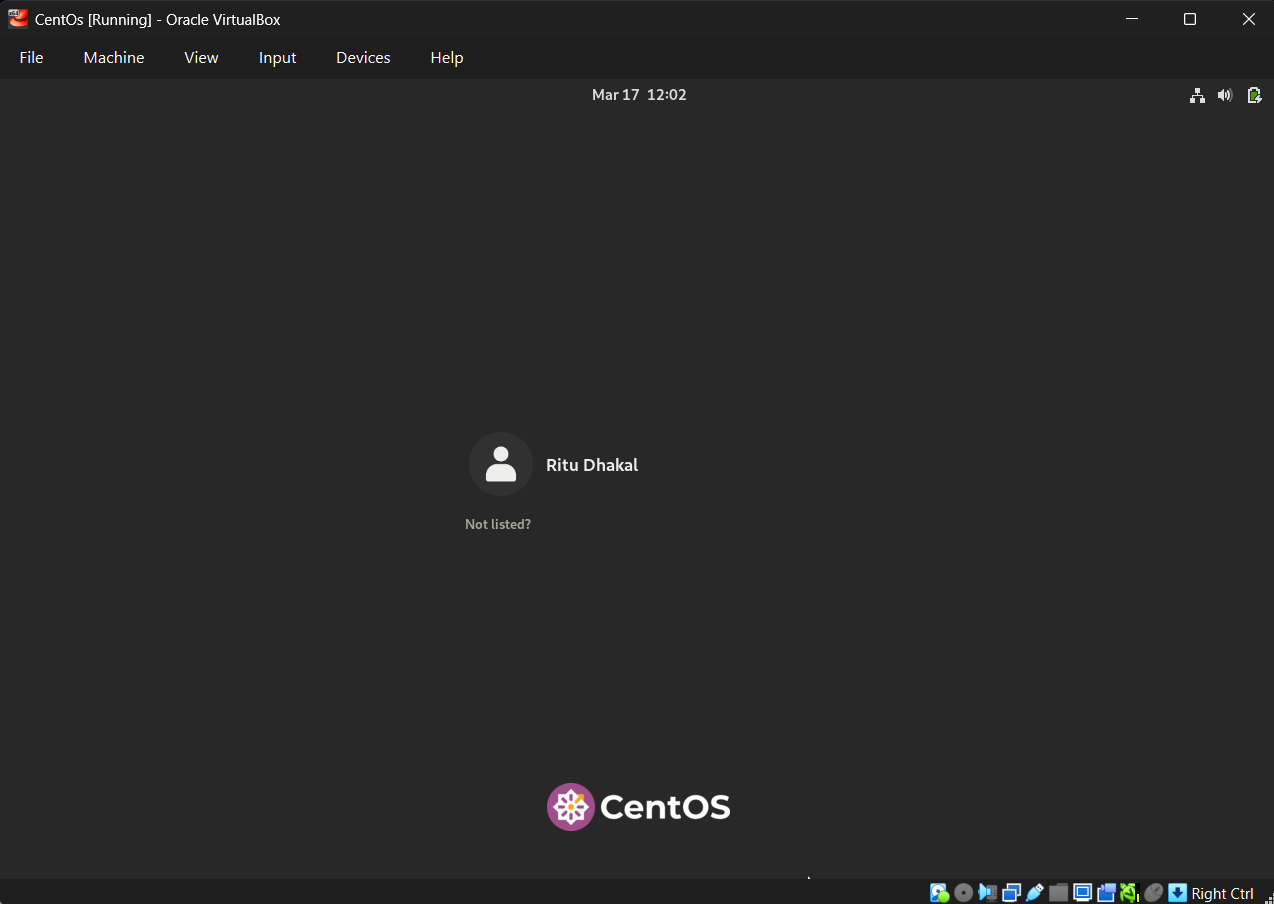 CentOs [Running] - Oracle VirtualBox
File Machine View Input Devices Help
Mar 17 12:02
Ritu Dhakal
Not listed?
CentOS
Right Ctrl